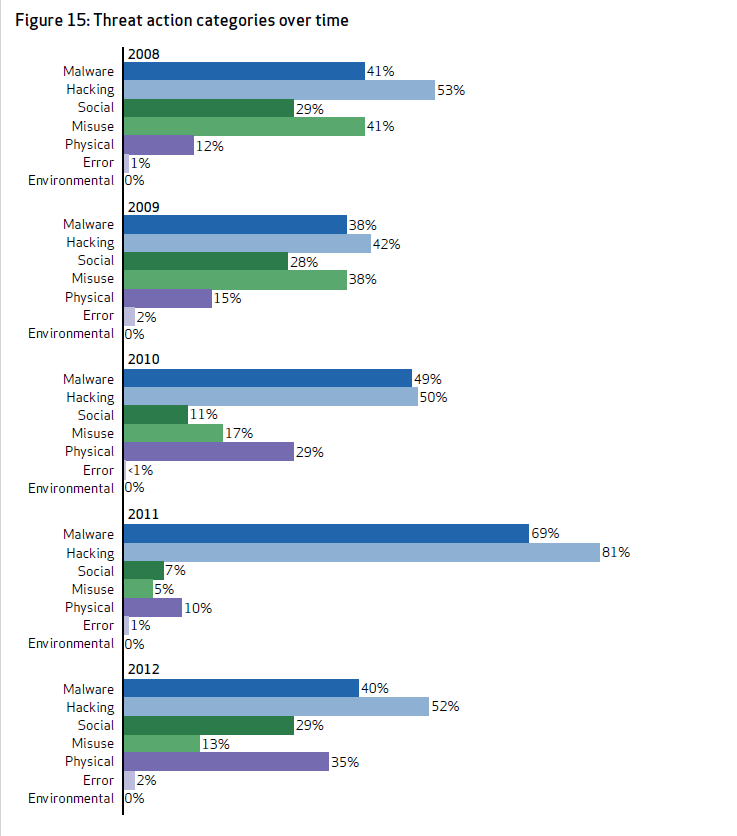 Figure 15: Threat action categories over time
2008
Malware 41%
Hacking 53%
Social 29%
Misuse 41%
Physical 12%
Error 1%
Environmental 0%
2009
Malware 38%
Hacking 42%
Social 28%
Misuse 38%
Physical 15%
Error 2%
Environmental 0%
2010
Malware 49%
Hacking 50%
Social 11%
Misuse 17%
Physical 29%
Error <1%
Environmental 0%
2011
Malware 69%
Hacking 81%
Social 7%
Misuse 5%
Physical 10%
Error 1%
Environmental 0%
2012
Malware 40%
Hacking 52%
Social 29%
Misuse 13%
Physical 35%
Error 2%
Environmental 0%